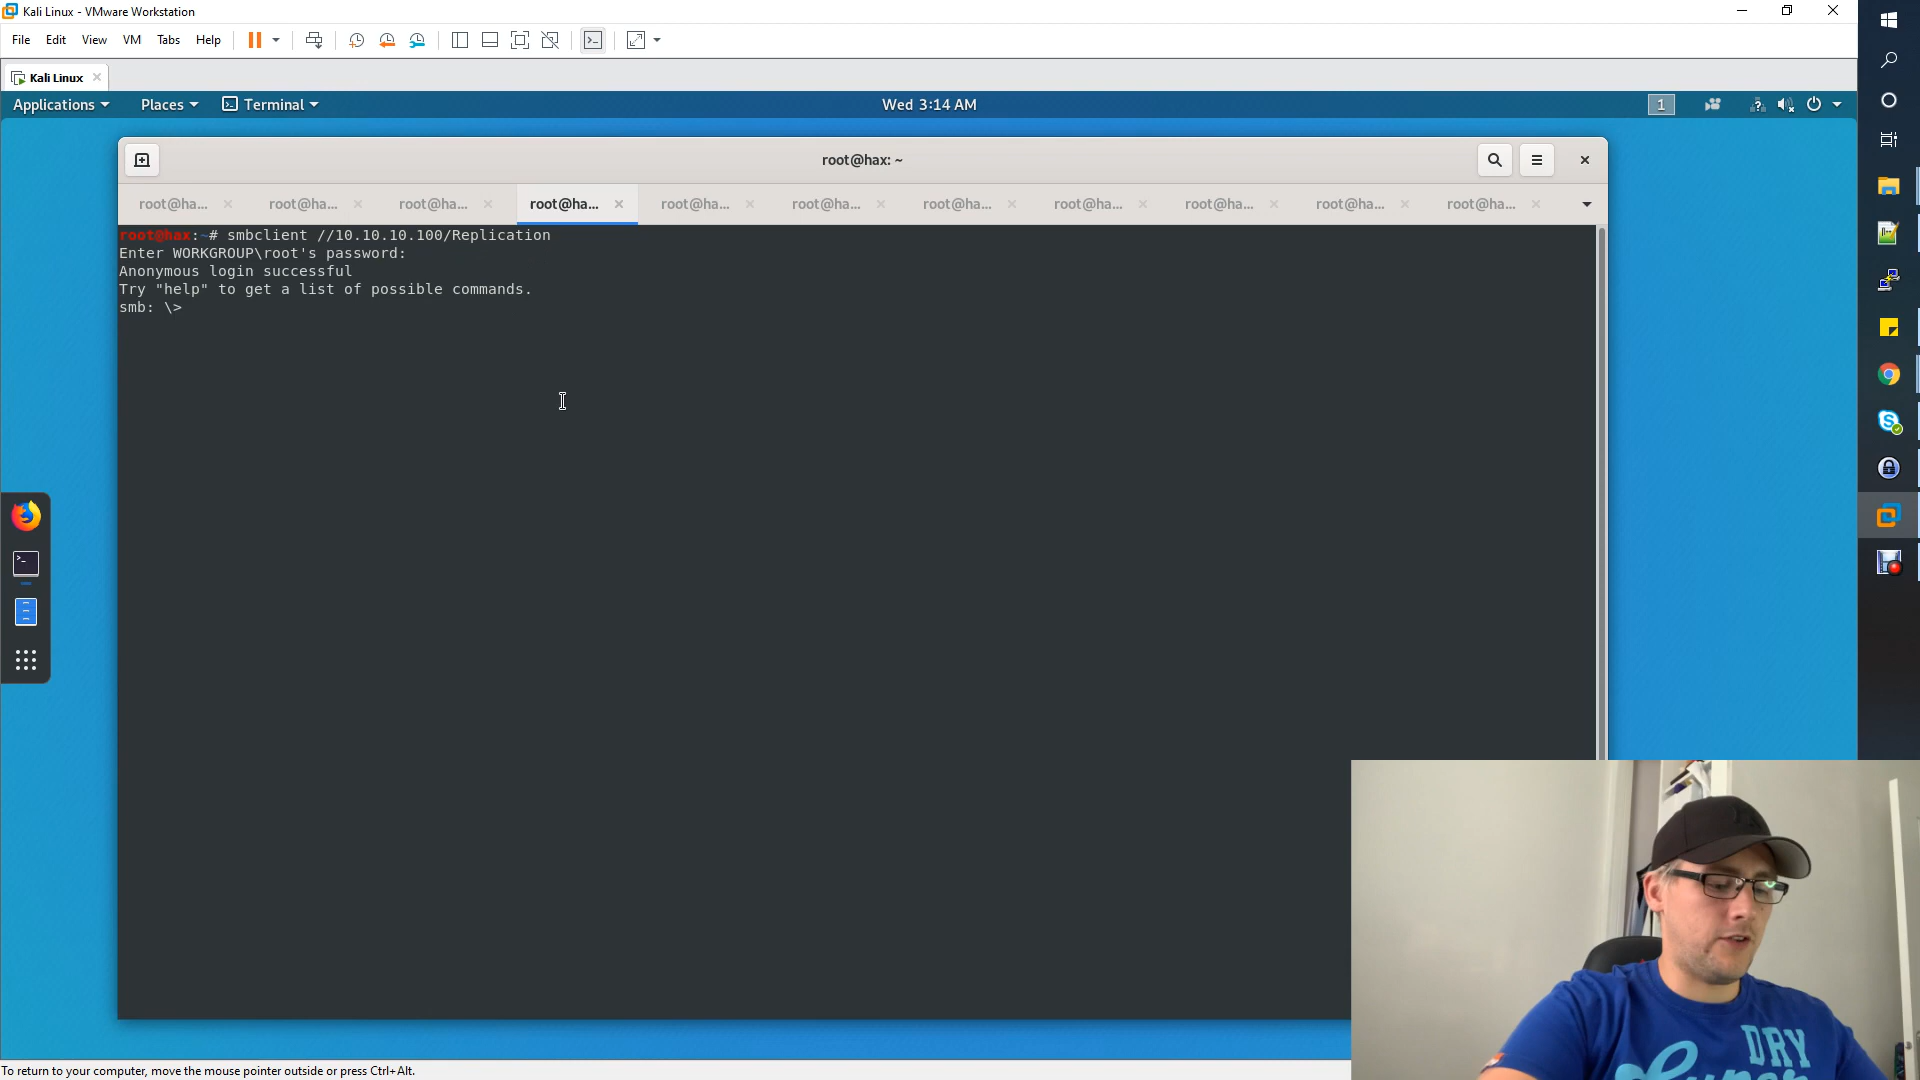 Kali Linux - VMware Workstation
File Edit View VM Tabs Help
Kali Linux
Applications Places Terminal Wed 3:14 AM 1
root@hax: ~
root@ha... root@ha... root@ha... root@ha... root@ha... root@ha... root@ha... root@ha... root@ha... root@ha... root@ha...
root@hax:~# smbclient //10.10.10.100/Replication
Enter WORKGROUP\root's password:
Anonymous login successful
Try "help" to get a list of possible commands.
smb: \>
DRY
To return to your computer, move the mouse pointer outside or press Ctrl+Alt.